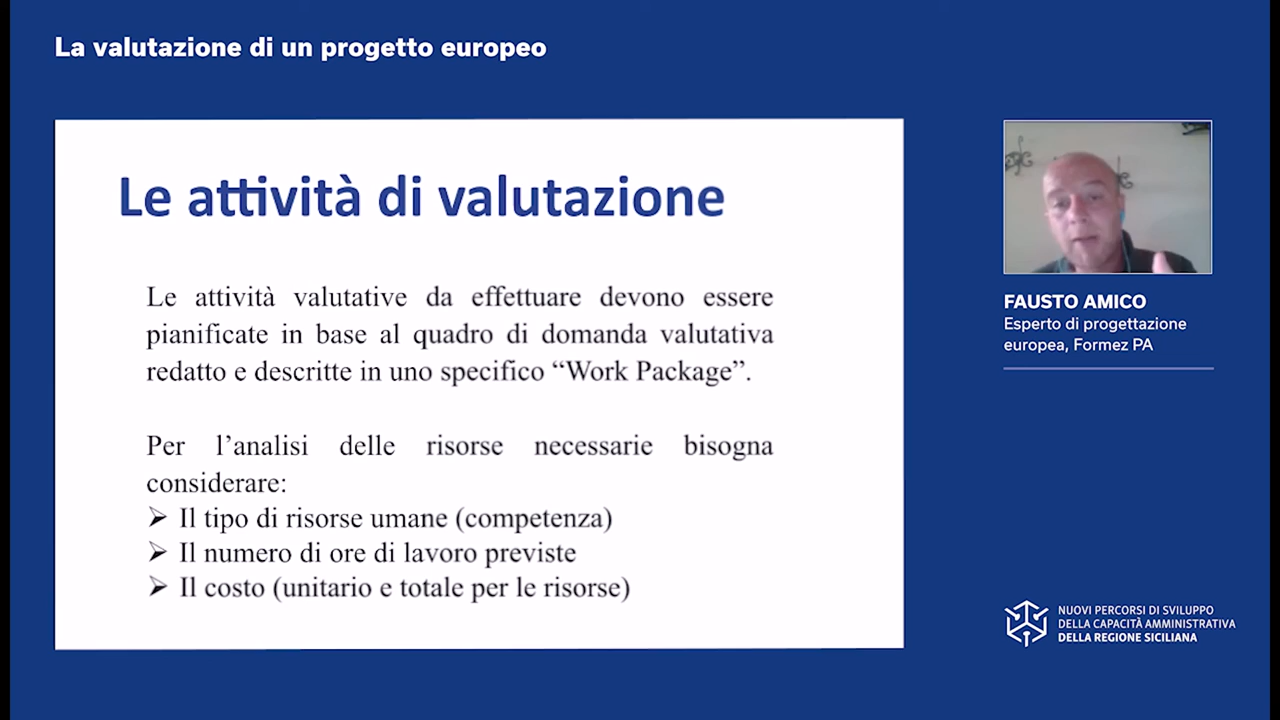 La valutazione di un progetto europeo
Le attività di valutazione
Le attività valutative da effettuare devono essere
pianificate in base al quadro di domanda valutativa
redatto e descritte in uno specifico “Work Package”.
Per l’analisi delle risorse necessarie bisogna
considerare:
➢ Il tipo di risorse umane (competenza)
➢ Il numero di ore di lavoro previste
➢ Il costo (unitario e totale per le risorse)
FAUSTO AMICO
Esperto di progettazione
europea, Formez PA
NUOVI PERCORSI DI SVILUPPO
DELLA CAPACITÀ AMMINISTRATIVA
DELLA REGIONE SICILIANA